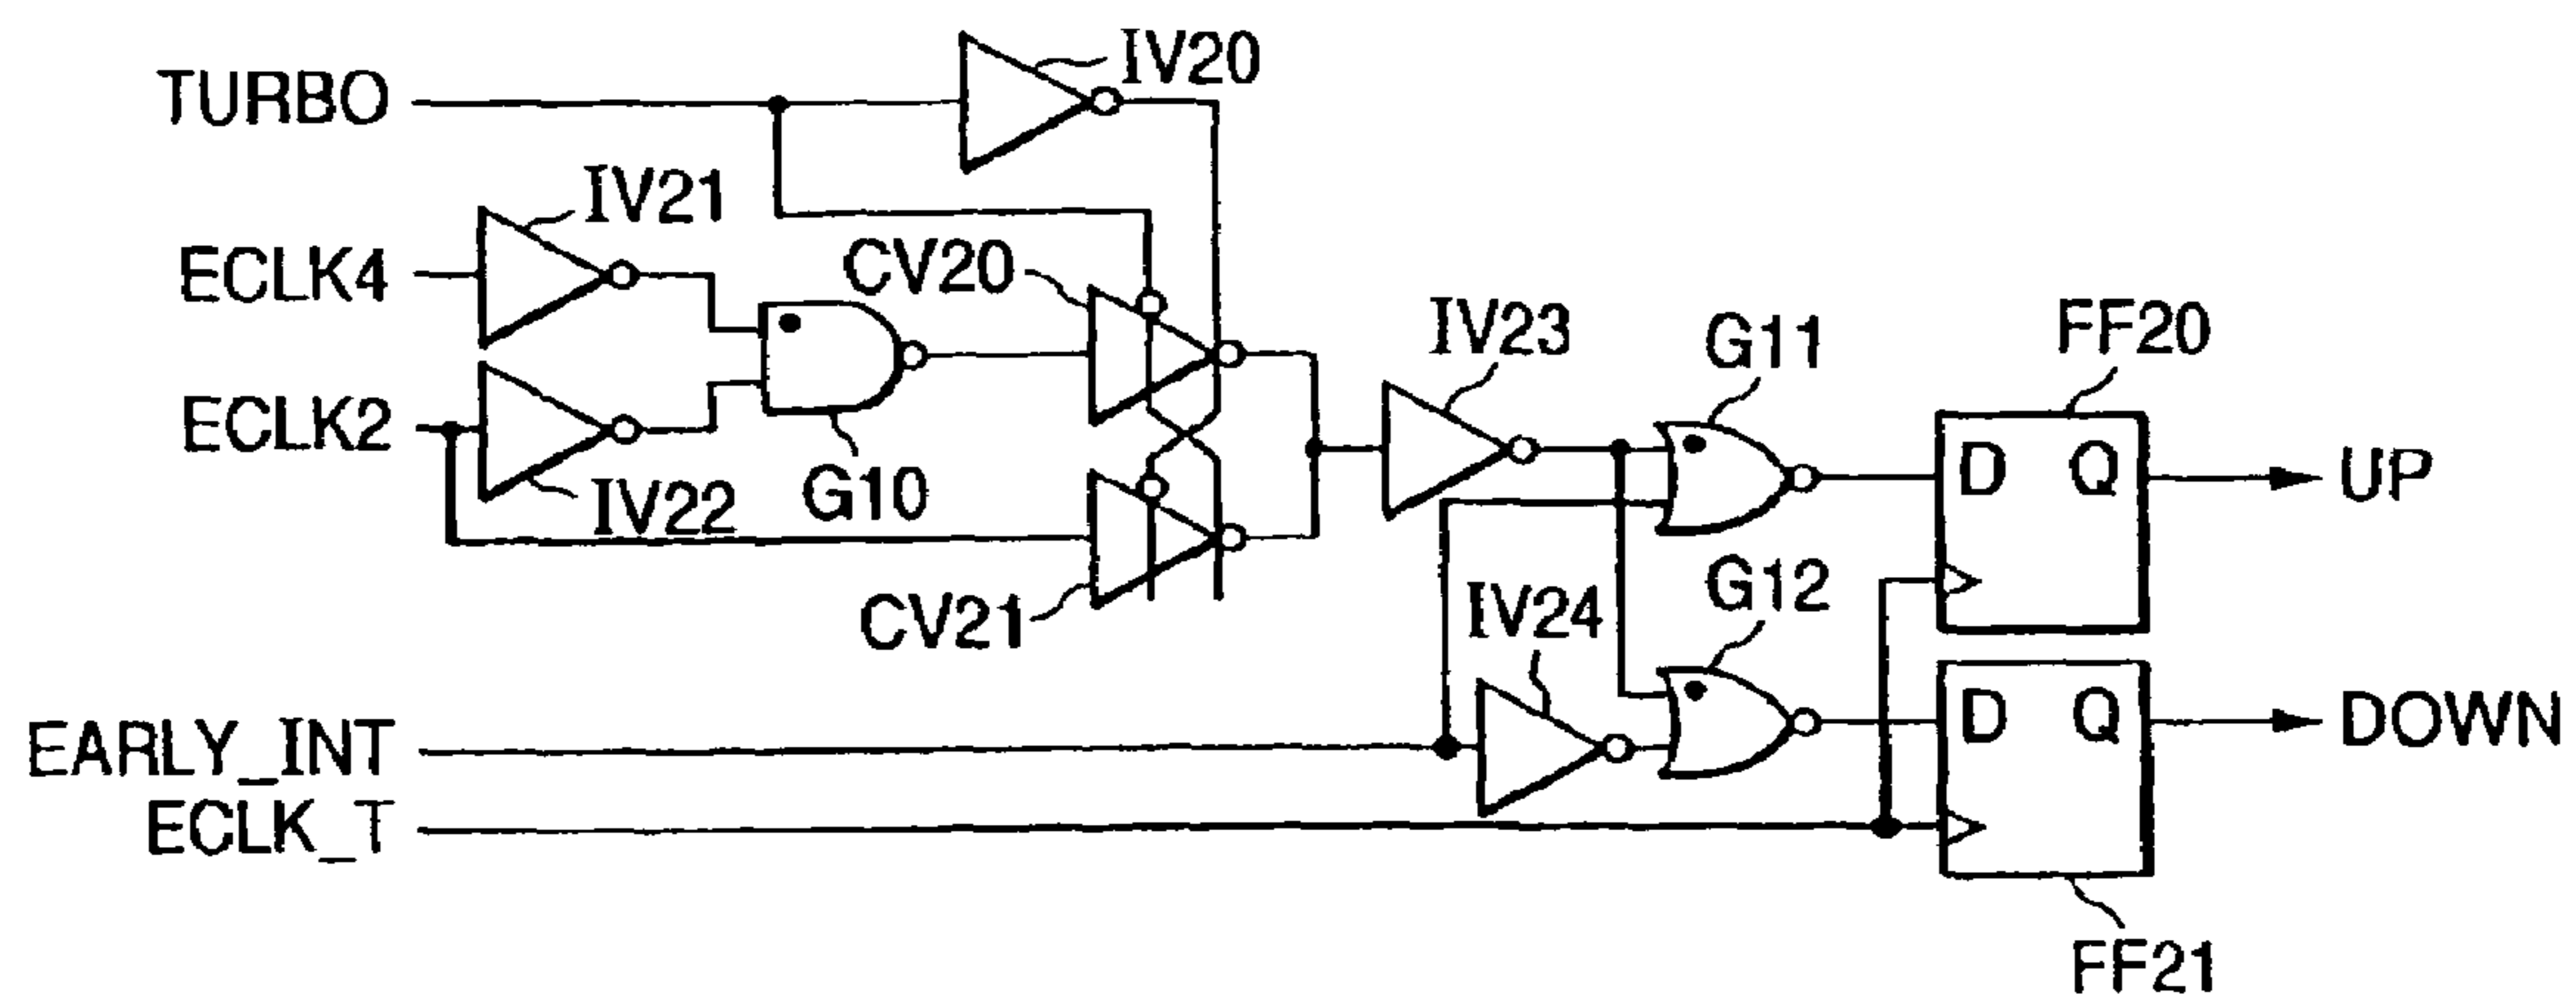 TURBO
IV20
IV21
ECLK4
CV20
IV23
G11
FF20
ECLK2
IV22
G10
D Q
UP
CV21
IV24
G12
EARLY_INT
D Q
DOWN
ECLK_T
FF21